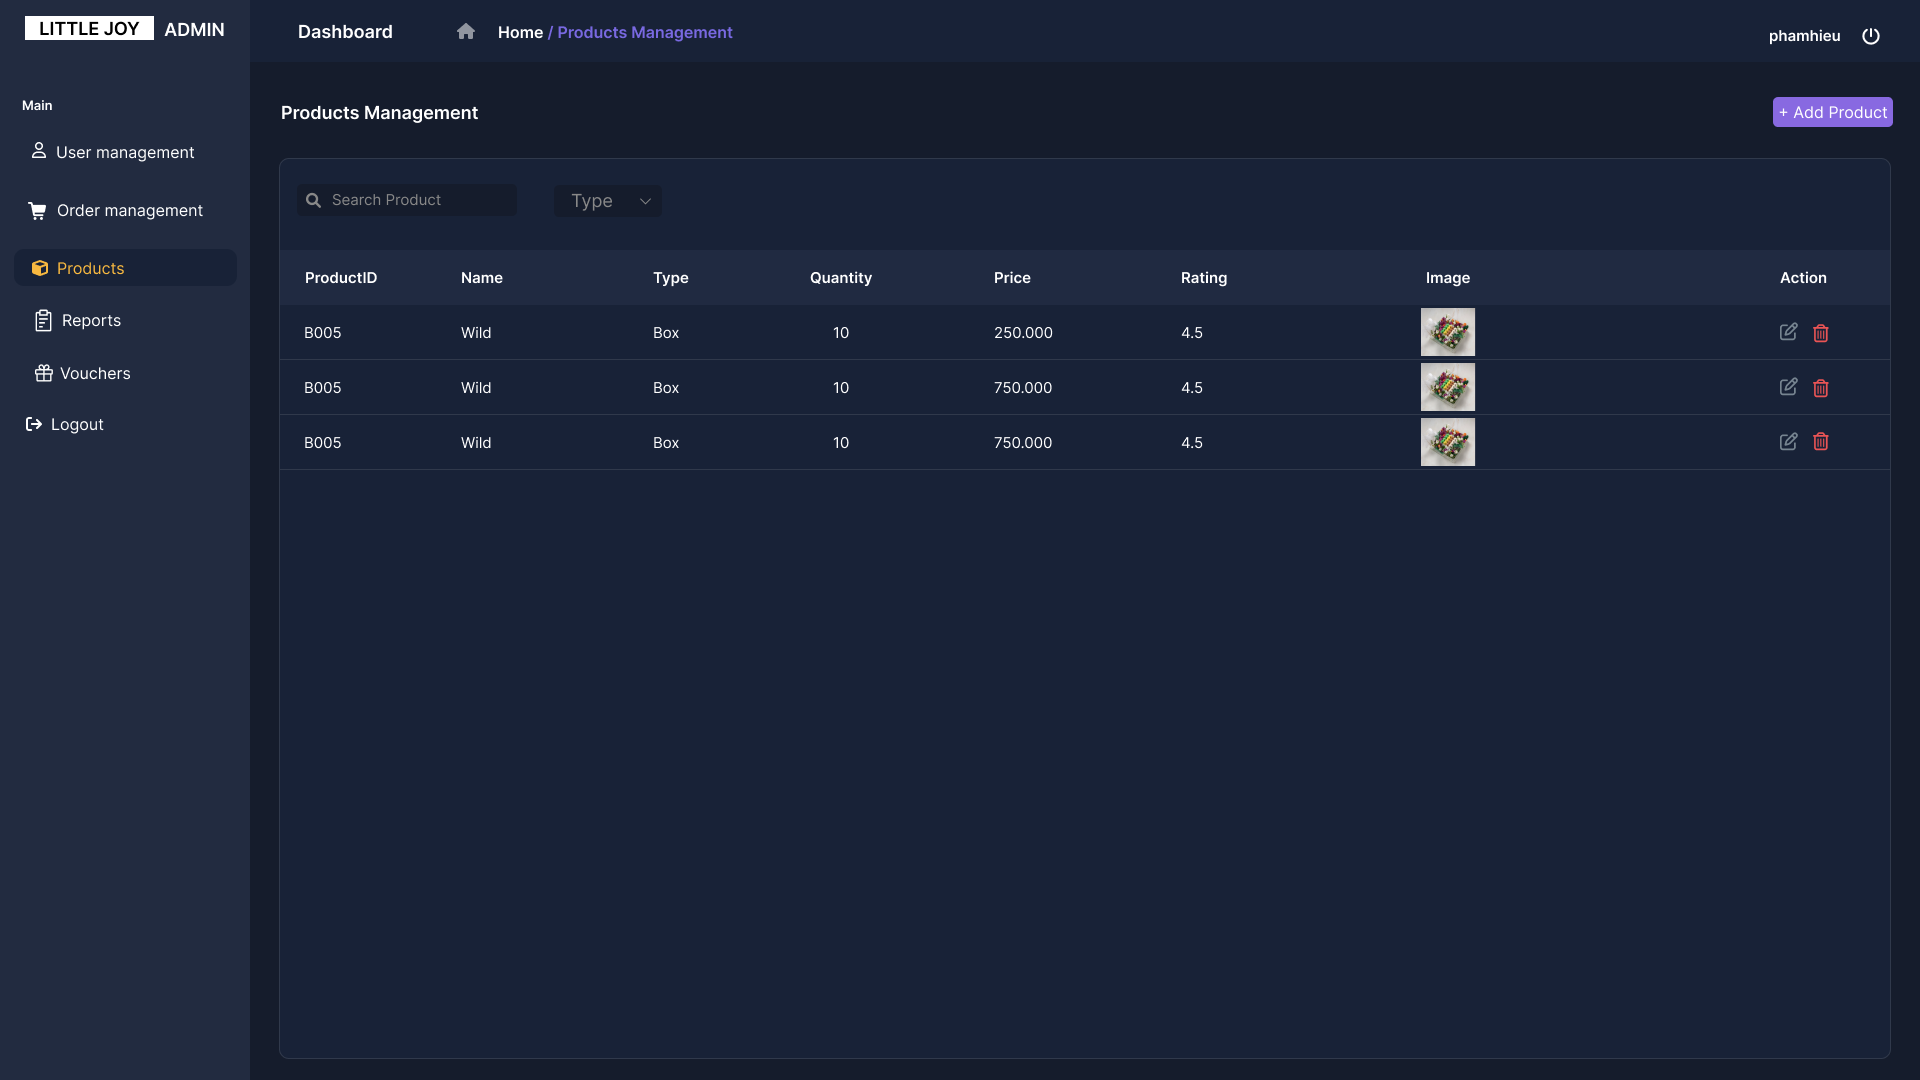 LITTLE JOY ADMIN
Dashboard
Home / Products Management
phamhieu
Main
User management
Order management
Products
Reports
Vouchers
Logout
Products Management
+ Add Product
Search Product
Type
ProductID Name Type Quantity Price Rating Image Action
B005 Wild Box 10 250.000 4.5
B005 Wild Box 10 750.000 4.5
B005 Wild Box 10 750.000 4.5